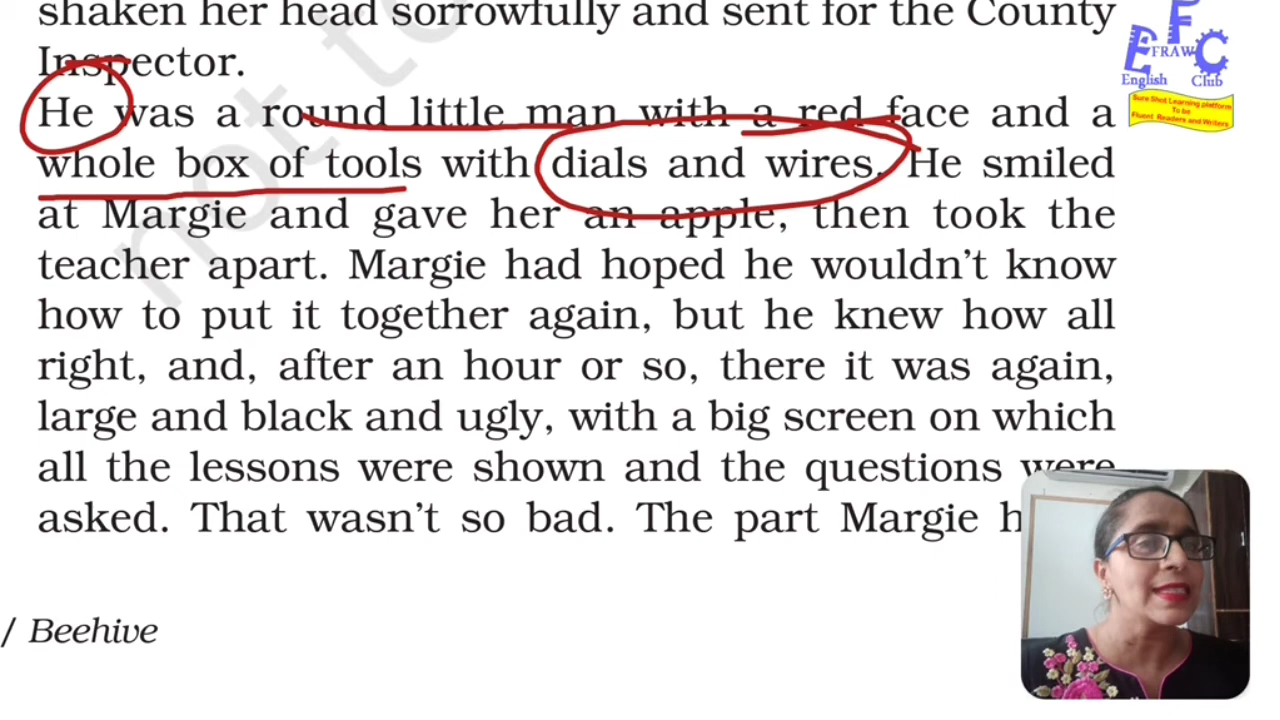 shaken her head sorrowfully and sent for the County
Inspector.
He was a round little man with a red face and a
whole box of tools with dials and wires. He smiled
at Margie and gave her an apple, then took the
teacher apart. Margie had hoped he wouldn't know
how to put it together again, but he knew how all
right, and, after an hour or so, there it was again,
large and black and ugly, with a big screen on which
all the lessons were shown and the questions were
asked. That wasn't so bad. The part Margie
/ Beehive
not to
E F C
EFRAWC
English Club
Sure Shot Learning platform
To be
Fluent Readers and Writers